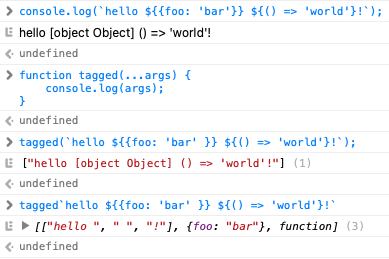 console.log(`hello ${{foo: 'bar'}} ${() => 'world'}!`);
hello [object Object] () => 'world'!
undefined
function tagged(...args) {
    console.log(args);
}
undefined
tagged(`hello ${{foo: 'bar' }} ${() => 'world'}!`);
["hello [object Object] () => 'world'!"] (1)
undefined
tagged`hello ${{foo: 'bar' }} ${() => 'world'}!`
[["hello ", " ", "!"], {foo: "bar"}, function] (3)
undefined